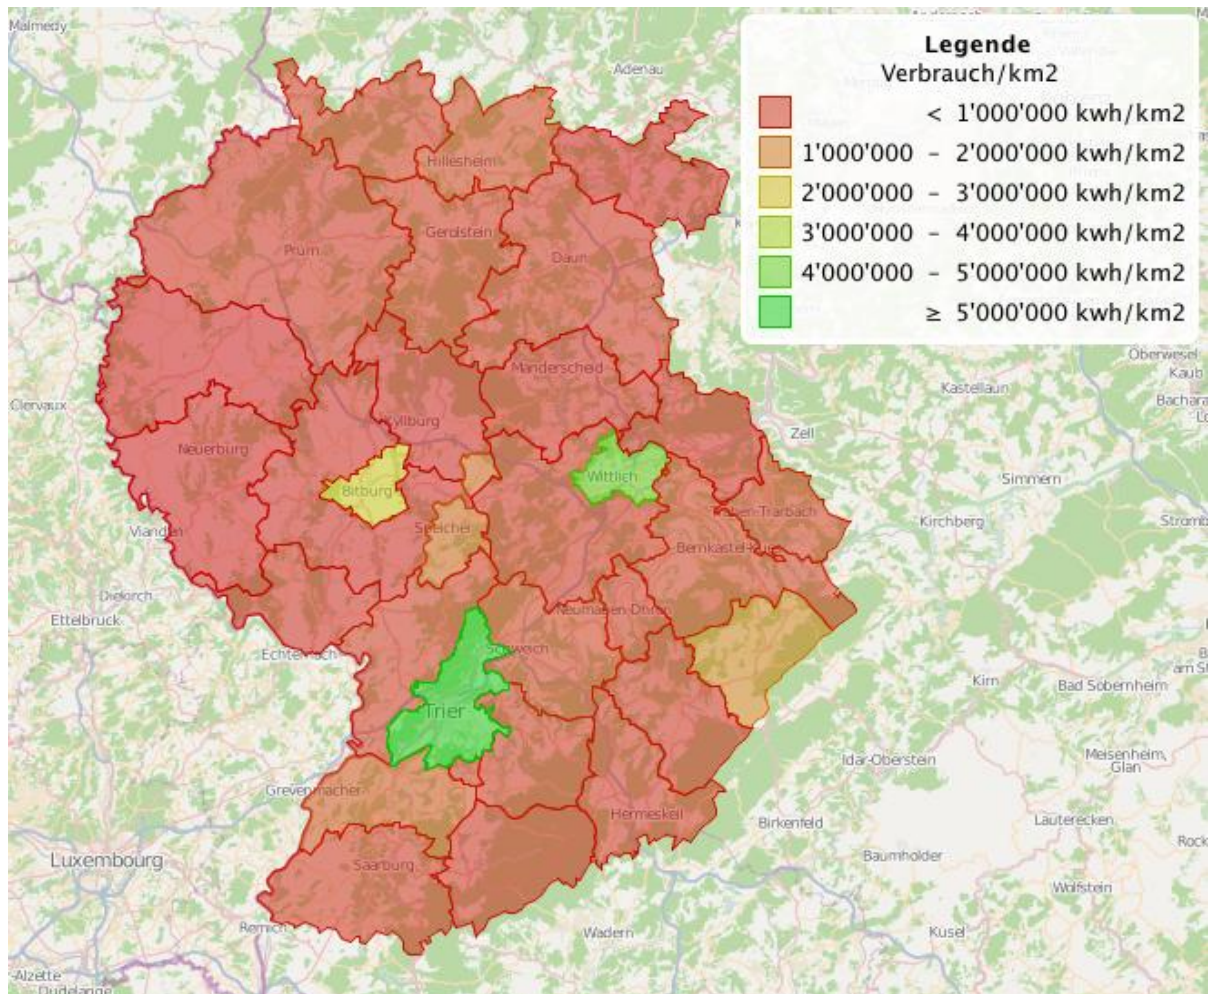 Malmedy
Adenau
Legende
Verbrauch/km2
< 1'000'000 kwh/km2
1'000'000 – 2'000'000 kwh/km2
2'000'000 – 3'000'000 kwh/km2
3'000'000 – 4'000'000 kwh/km2
4'000'000 – 5'000'000 kwh/km2
≥ 5'000'000 kwh/km2
Hillesheim
Gerolstein
Prüm
Daun
Oberwesel
Kaub
Manderscheid
Kastellaun
Clervaux
Kyllburg
Zell
Neuerburg
Wittlich
Simmern
Bitburg
Traben-Trarbach
Kirchberg
Vianden
Speicher
Bernkastel-Kues
Diekirch
Neumagen-Dhron
Ettelbruck
Echternach
Schweich
Kirn
Bad Sobernheim
Trier
Idar-Oberstein
Meisenheim,
Glan
Grevenmacher
Hermeskeil
Birkenfeld
Lauterecken
Luxembourg
Saarburg
Baumholder
Wolfstein
Remich
Wadern
Kusel